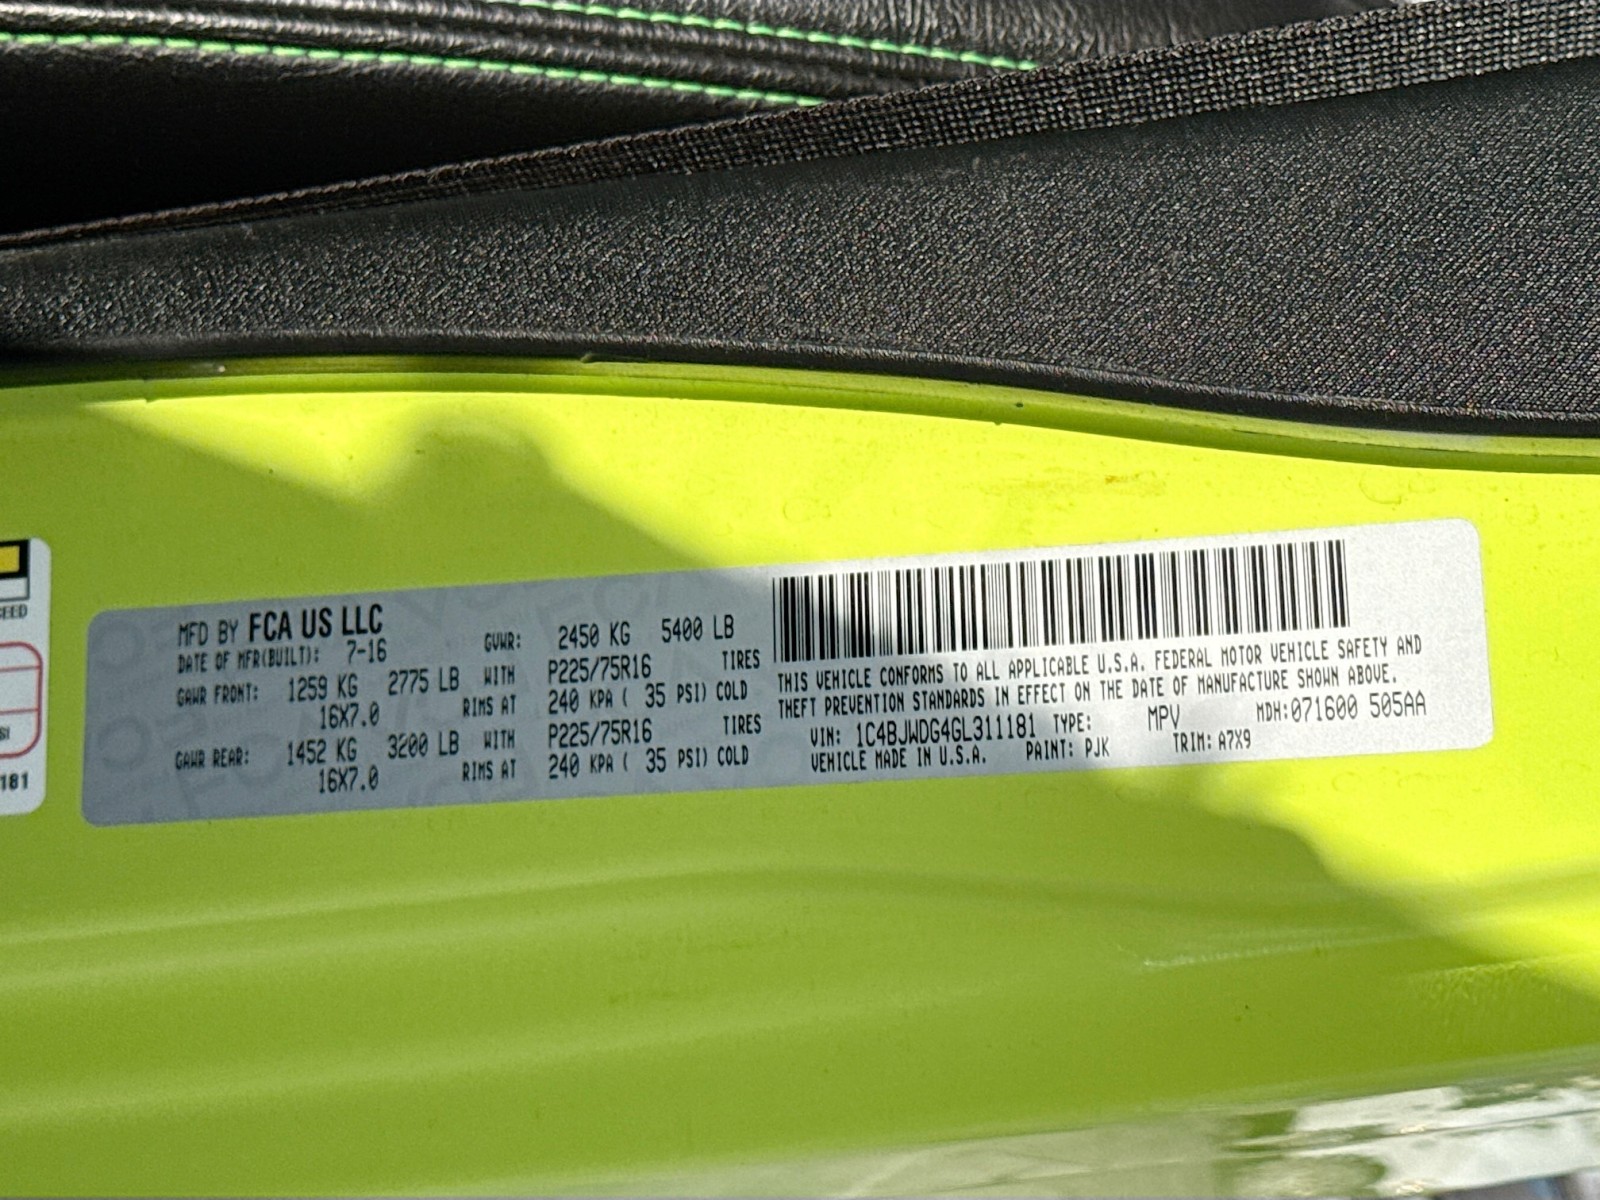 MFD BY FCA US LLC
DATE OF MFR(BUILT): 7-16 GVWR: 2450 KG 5400 LB
GAWR FRONT: 1259 KG 2775 LB WITH P225/75R16 TIRES
16X7.0 RIMS AT 240 KPA ( 35 PSI) COLD
GAWR REAR: 1452 KG 3200 LB WITH P225/75R16 TIRES
16X7.0 RIMS AT 240 KPA ( 35 PSI) COLD
THIS VEHICLE CONFORMS TO ALL APPLICABLE U.S.A. FEDERAL MOTOR VEHICLE SAFETY AND
THEFT PREVENTION STANDARDS IN EFFECT ON THE DATE OF MANUFACTURE SHOWN ABOVE.
VIN: 1C4BJWDG4GL311181 TYPE: MPV MDH:071600 505AA
VEHICLE MADE IN U.S.A. PAINT: PJK TRIM: A7X9
181